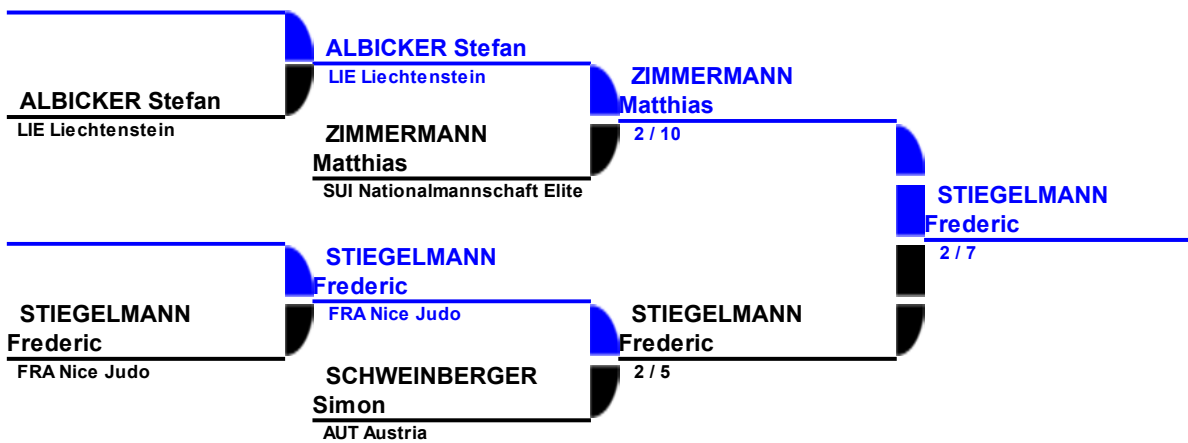 ALBICKER Stefan
LIE Liechtenstein
ALBICKER Stefan
LIE Liechtenstein
ZIMMERMANN
Matthias
SUI Nationalmannschaft Elite
ZIMMERMANN
Matthias
2 / 10
STIEGELMANN
Frederic
2 / 7
STIEGELMANN
Frederic
FRA Nice Judo
STIEGELMANN
Frederic
FRA Nice Judo
SCHWEINBERGER
Simon
AUT Austria
STIEGELMANN
Frederic
2 / 5